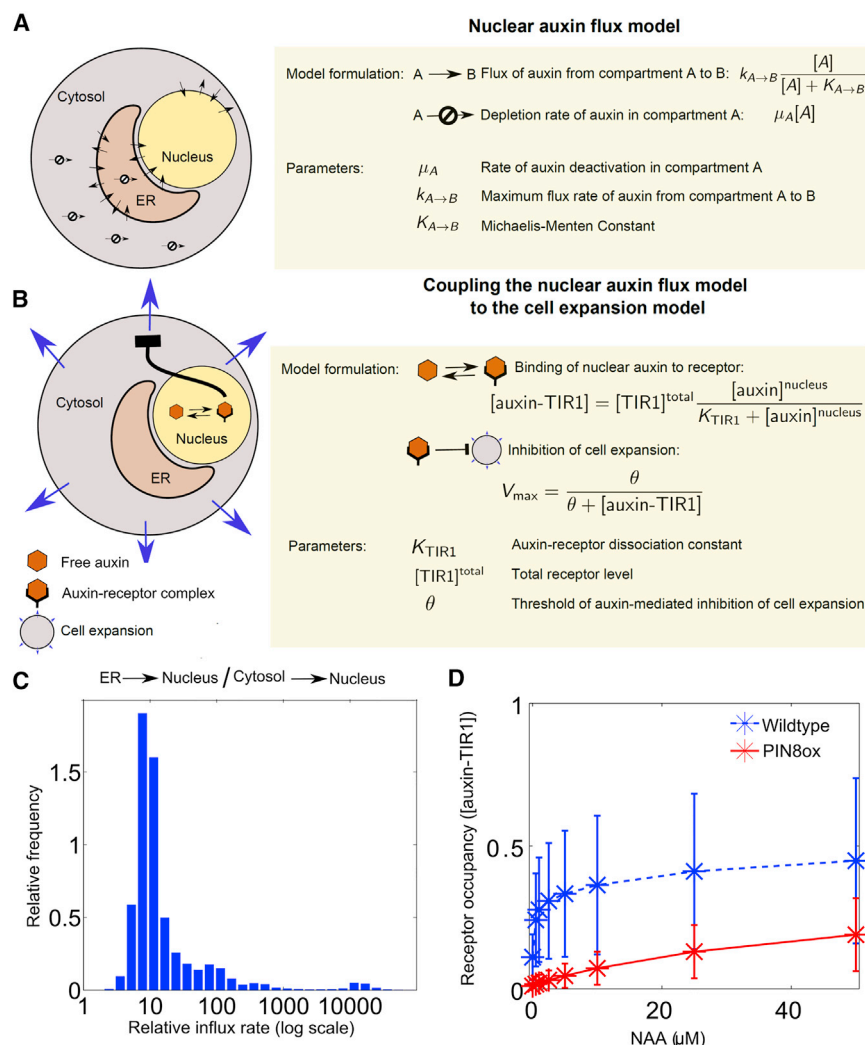 A
Nuclear auxin flux model
Cytosol
Nucleus
ER
Model formulation: A → B Flux of auxin from compartment A to B: k_{A→B} [A] / ([A] + K_{A→B})
A → Depletion rate of auxin in compartment A: μ_A[A]
Parameters: μ_A Rate of auxin deactivation in compartment A
k_{A→B} Maximum flux rate of auxin from compartment A to B
K_{A→B} Michaelis-Menten Constant
B
Coupling the nuclear auxin flux model
to the cell expansion model
Cytosol
Nucleus
ER
Free auxin
Auxin-receptor complex
Cell expansion
Model formulation: Binding of nuclear auxin to receptor:
[auxin-TIR1] = [TIR1]^total [auxin]^nucleus / (K_TIR1 + [auxin]^nucleus)
Inhibition of cell expansion:
V_max = θ / (θ + [auxin-TIR1])
Parameters: K_TIR1 Auxin-receptor dissociation constant
[TIR1]^total Total receptor level
θ Threshold of auxin-mediated inhibition of cell expansion
C
ER → Nucleus / Cytosol → Nucleus
Relative frequency
1.5
1
0.5
0
1 10 100 1000 10000
Relative influx rate (log scale)
D
Receptor occupancy ([auxin-TIR1])
1
0.5
0
Wildtype
PIN8ox
0 20 40
NAA (μM)